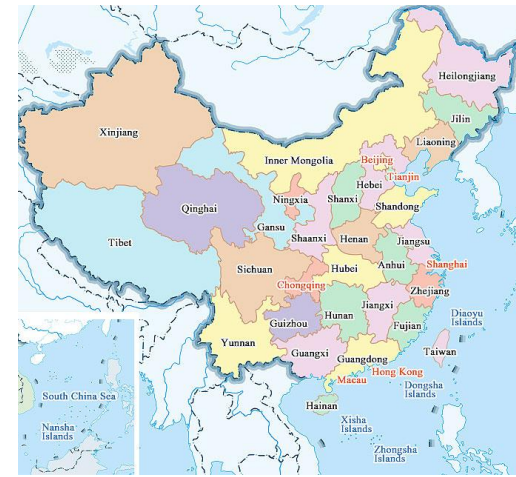 Heilongjiang
Jilin
Xinjiang
Liaoning
Inner Mongolia
Beijing
Tianjin
Hebei
Ningxia
Shanxi
Shandong
Qinghai
Gansu
Shaanxi
Henan
Jiangsu
Tibet
Sichuan
Hubei
Anhui
Shanghai
Chongqing
Zhejiang
Hunan
Jiangxi
Guizhou
Fujian
Diaoyu
Islands
Yunnan
Guangxi
Guangdong
Taiwan
Hong Kong
Macau
Dongsha
Islands
South China Sea
Hainan
Xisha
Islands
Nansha
Islands
Zhongsha
Islands